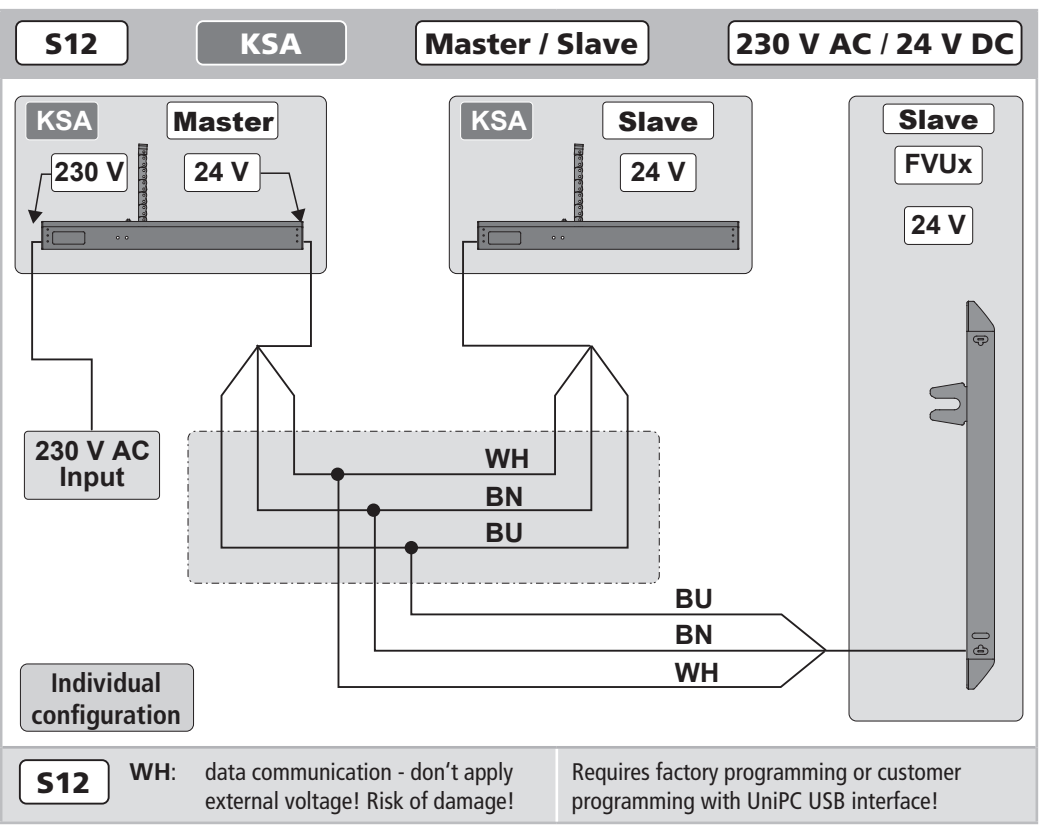 S12 KSA Master / Slave 230 V AC / 24 V DC
KSA Master
230 V 24 V
KSA Slave
24 V
Slave
FVUx
24 V
230 V AC
Input
WH
BN
BU
BU
BN
WH
Individual
configuration
S12
WH: data communication - don't apply
external voltage! Risk of damage!
Requires factory programming or customer
programming with UniPC USB interface!